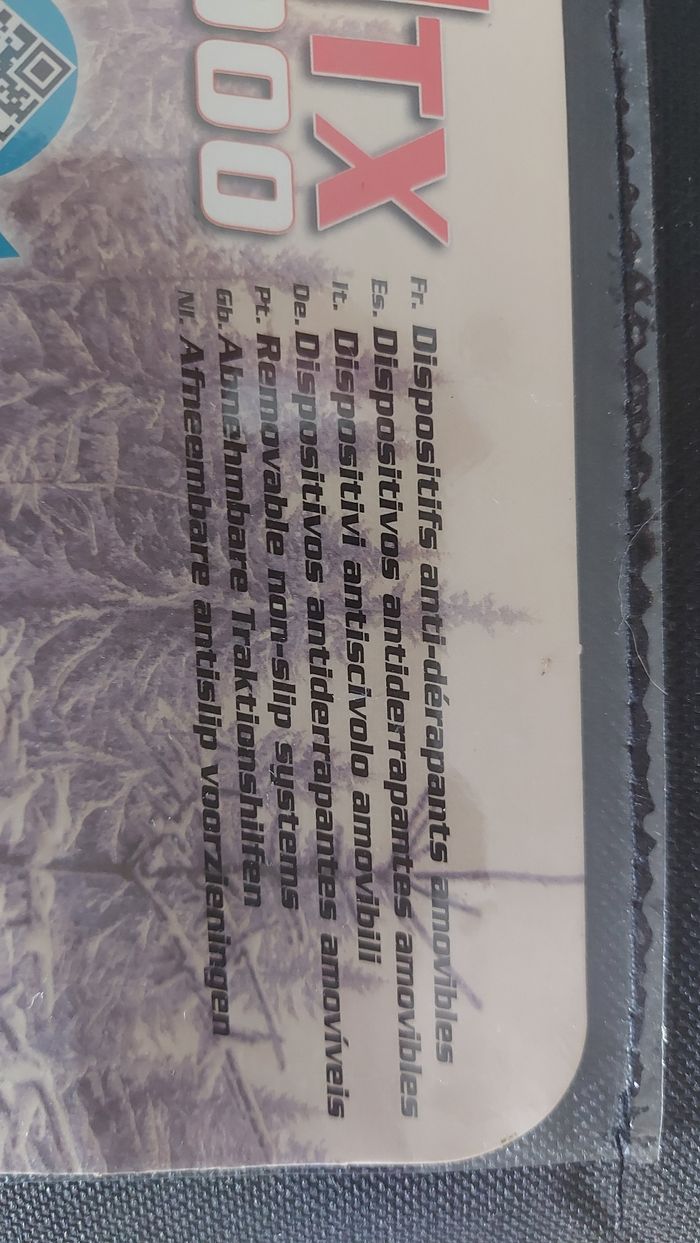 TX
000
Fr. Dispositifs anti-dérapants amovibles
Es. Dispositivos antiderrapantes amovibles
It. Dispositivi antiscivolo amovibili
De. Dispositivos antiderrapantes amovíveis
Pt. Removable non-slip systems
Gb. Abnehmbare Traktionshilfen
Nl. Afneembare antislip voorzieningen